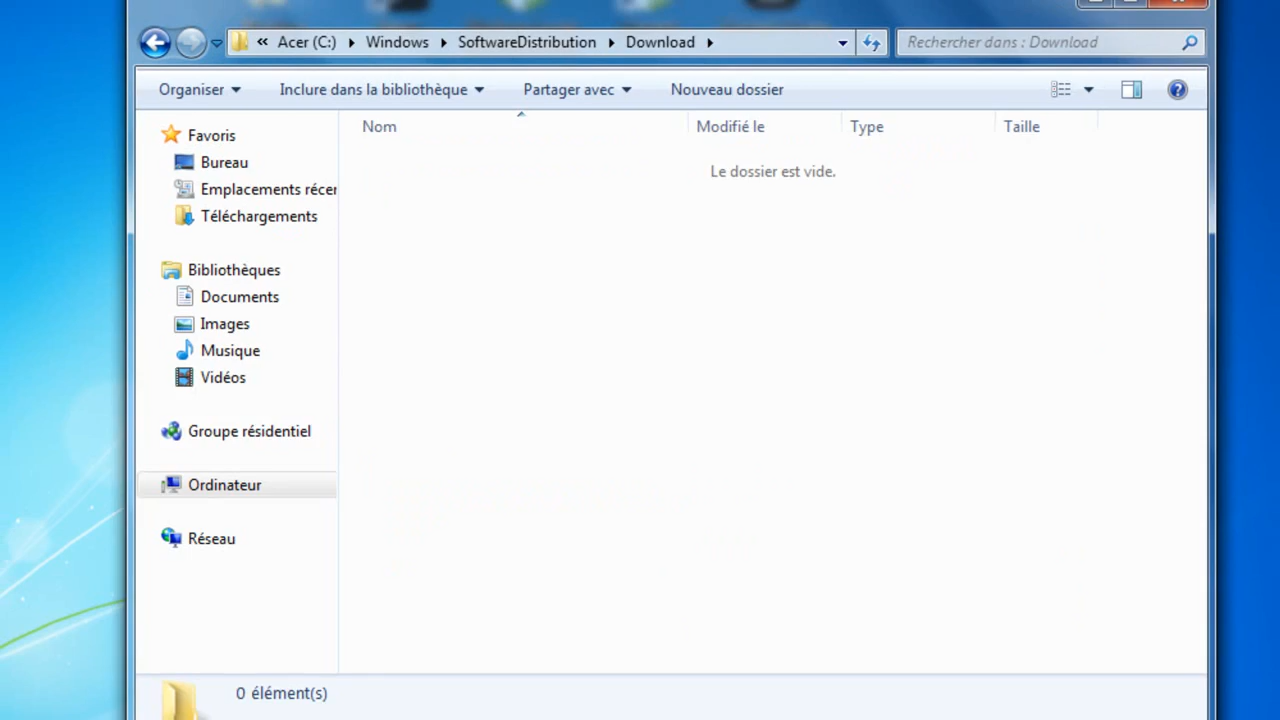 « Acer (C:) Windows SoftwareDistribution Download
Rechercher dans : Download
Organiser Inclure dans la bibliothèque Partager avec Nouveau dossier
Nom Modifié le Type Taille
Le dossier est vide.
Favoris
Bureau
Emplacements récer
Téléchargements
Bibliothèques
Documents
Images
Musique
Vidéos
Groupe résidentiel
Ordinateur
Réseau
0 élément(s)